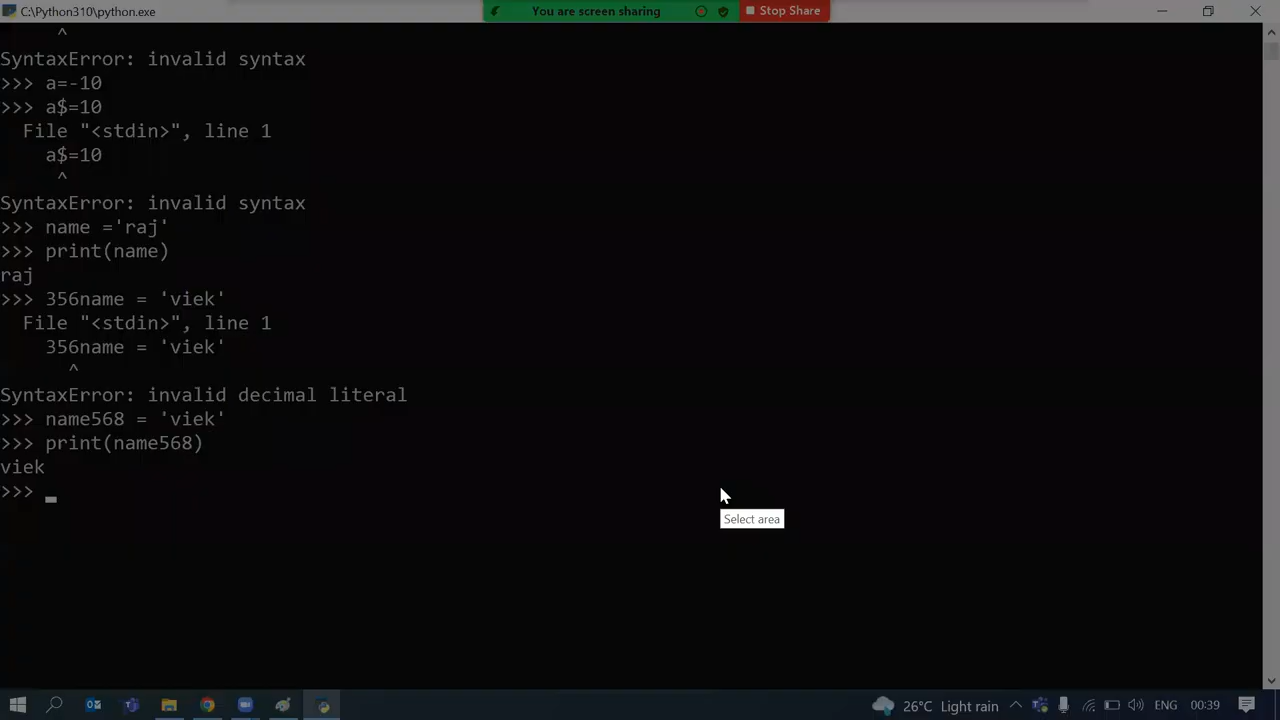 C:\Python310\python.exe
You are screen sharing
Stop Share
^
SyntaxError: invalid syntax
>>> a=-10
>>> a$=10
  File "<stdin>", line 1
    a$=10
     ^
SyntaxError: invalid syntax
>>> name ='raj'
>>> print(name)
raj
>>> 356name = 'viek'
  File "<stdin>", line 1
    356name = 'viek'
      ^
SyntaxError: invalid decimal literal
>>> name568 = 'viek'
>>> print(name568)
viek
>>> _
Select area
26°C Light rain
ENG
00:39